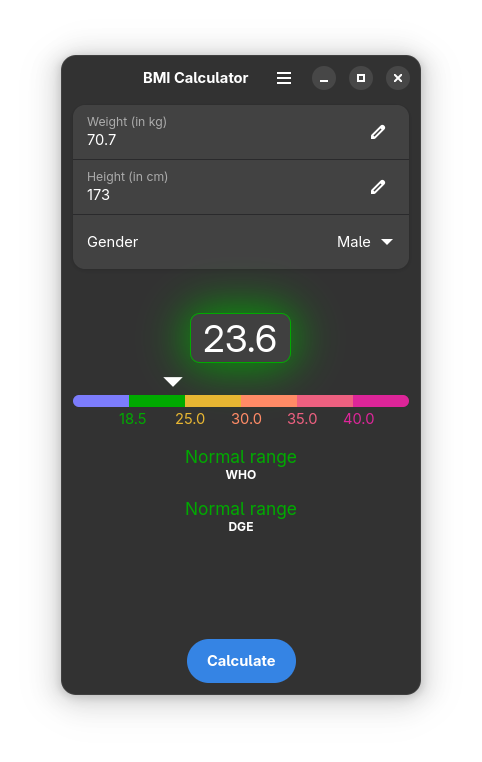 BMI Calculator
Weight (in kg)
70.7
Height (in cm)
173
Gender Male
23.6
18.5 25.0 30.0 35.0 40.0
Normal range
WHO
Normal range
DGE
Calculate